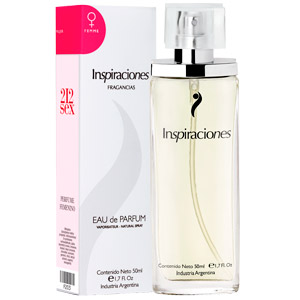 FEMME
Inspiraciones
FRAGANCIAS
212
sex
PERFUME
FEMENINO
EAU de PARFUM
VAPORISATEUR - NATURAL SPRAY
Contenido Neto 50ml
e 1,7 fl. Oz
Industria Argentina
Inspiraciones
Contenido Neto 50ml
e 1,7 fl. Oz
Industria Argentina